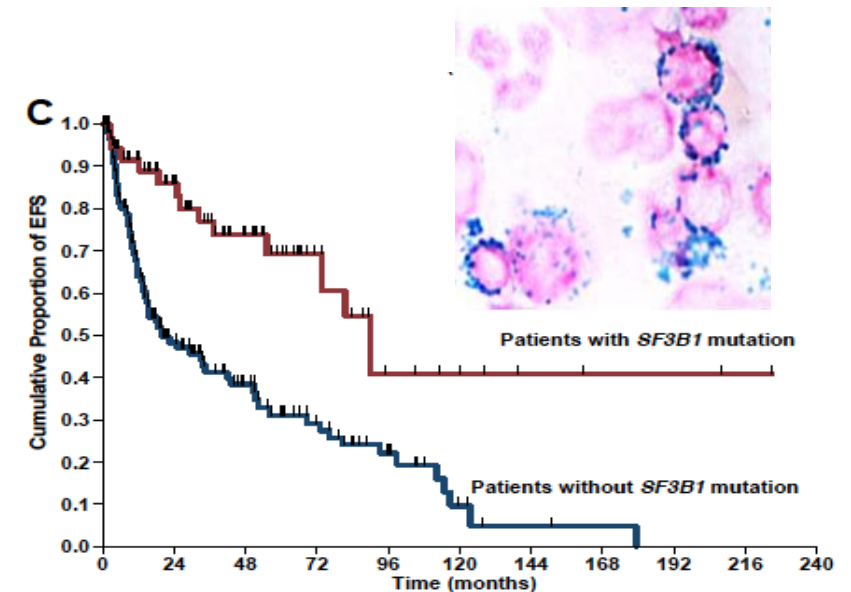 C
1.0
0.9
0.8
0.7
0.6
0.5
0.4
0.3
0.2
0.1
0.0
Cumulative Proportion of EFS
Patients with SF3B1 mutation
Patients without SF3B1 mutation
0 24 48 72 96 120 144 168 192 216 240
Time (months)